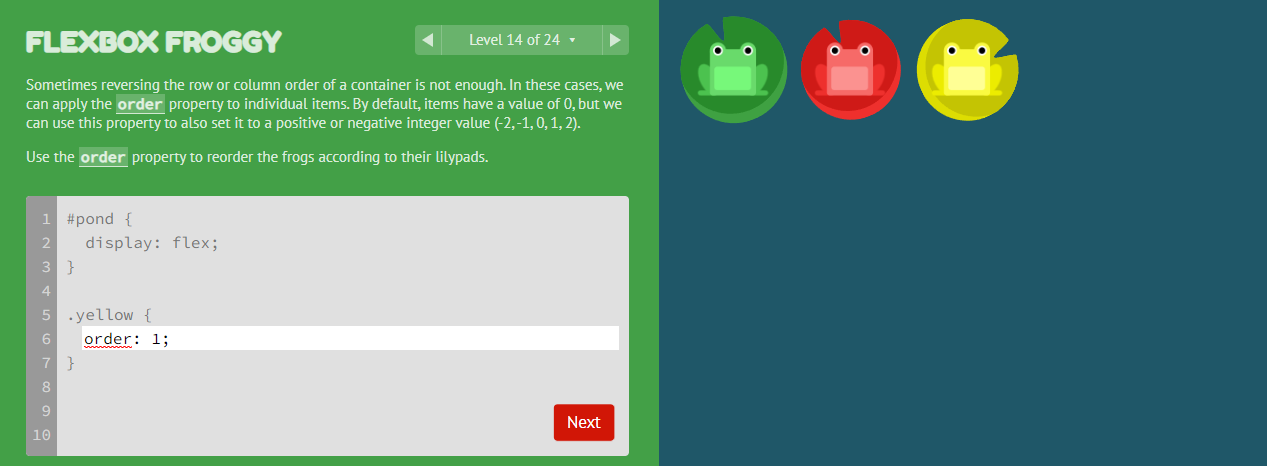 FLEXBOX FROGGY
Level 14 of 24
Sometimes reversing the row or column order of a container is not enough. In these cases, we
can apply the order property to individual items. By default, items have a value of 0, but we
can use this property to also set it to a positive or negative integer value (-2, -1, 0, 1, 2).
Use the order property to reorder the frogs according to their lilypads.
1 #pond {
2 display: flex;
3 }
4
5 .yellow {
6 order: 1;
7 }
8
9
10
Next